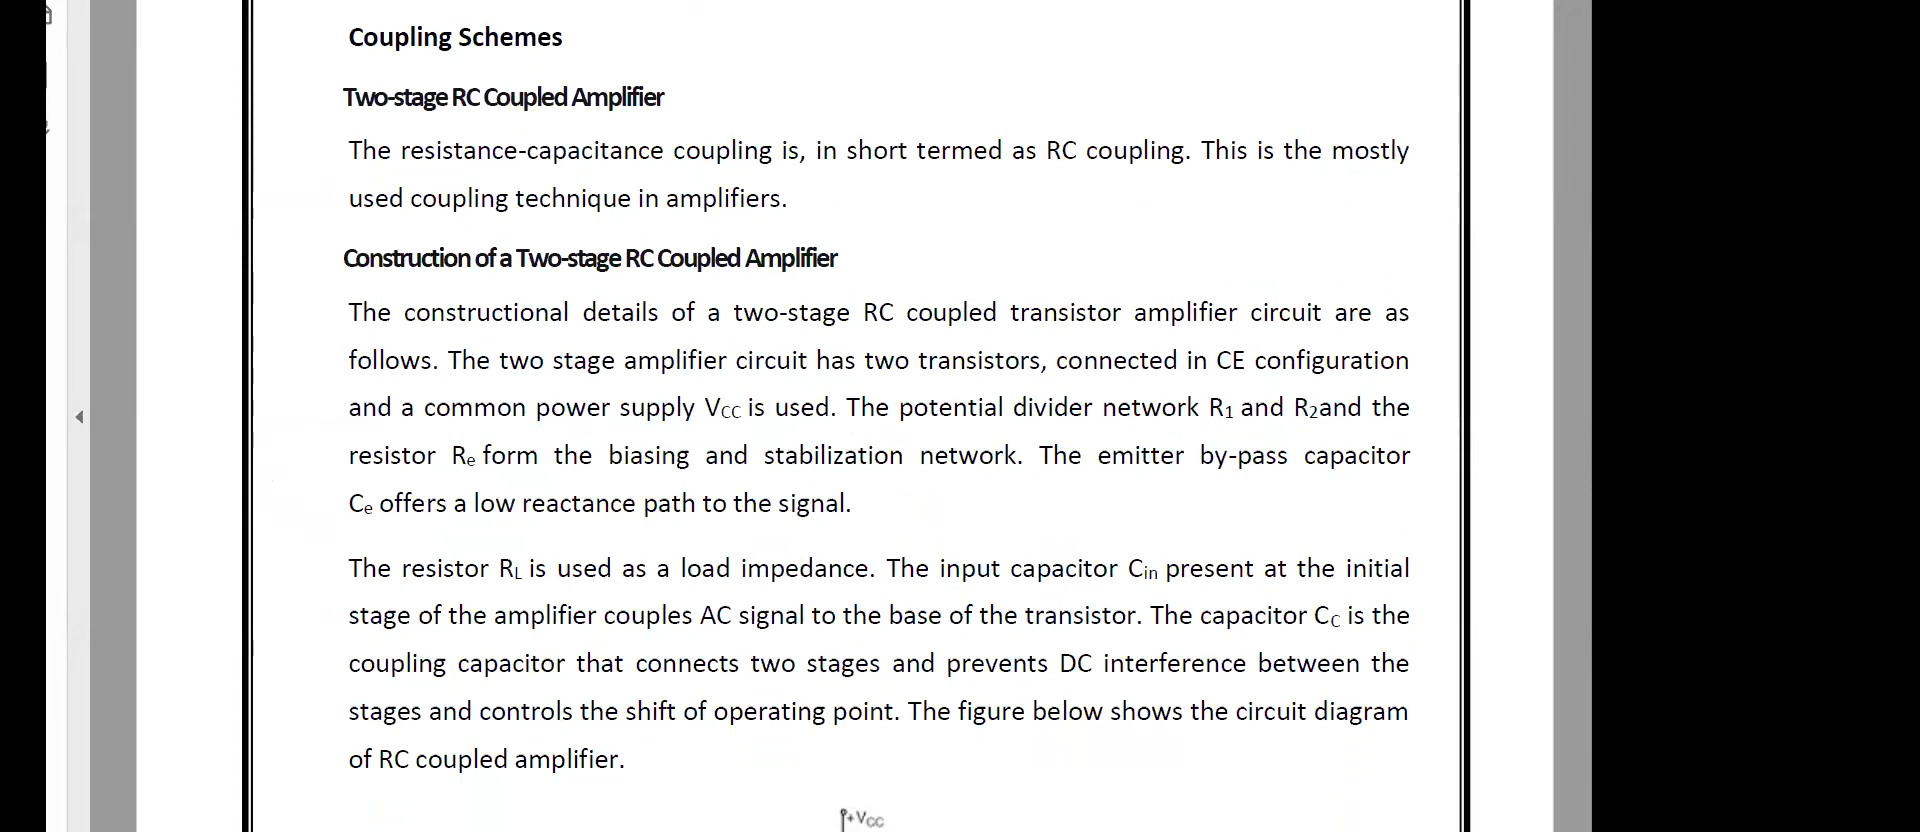 Coupling Schemes
Two-stage RC Coupled Amplifier
The resistance-capacitance coupling is, in short termed as RC coupling. This is the mostly
used coupling technique in amplifiers.
Construction of a Two-stage RC Coupled Amplifier
The constructional details of a two-stage RC coupled transistor amplifier circuit are as
follows. The two stage amplifier circuit has two transistors, connected in CE configuration
and a common power supply VCC is used. The potential divider network R1 and R2and the
resistor Re form the biasing and stabilization network. The emitter by-pass capacitor
Ce offers a low reactance path to the signal.
The resistor RL is used as a load impedance. The input capacitor Cin present at the initial
stage of the amplifier couples AC signal to the base of the transistor. The capacitor CC is the
coupling capacitor that connects two stages and prevents DC interference between the
stages and controls the shift of operating point. The figure below shows the circuit diagram
of RC coupled amplifier.
+VCC